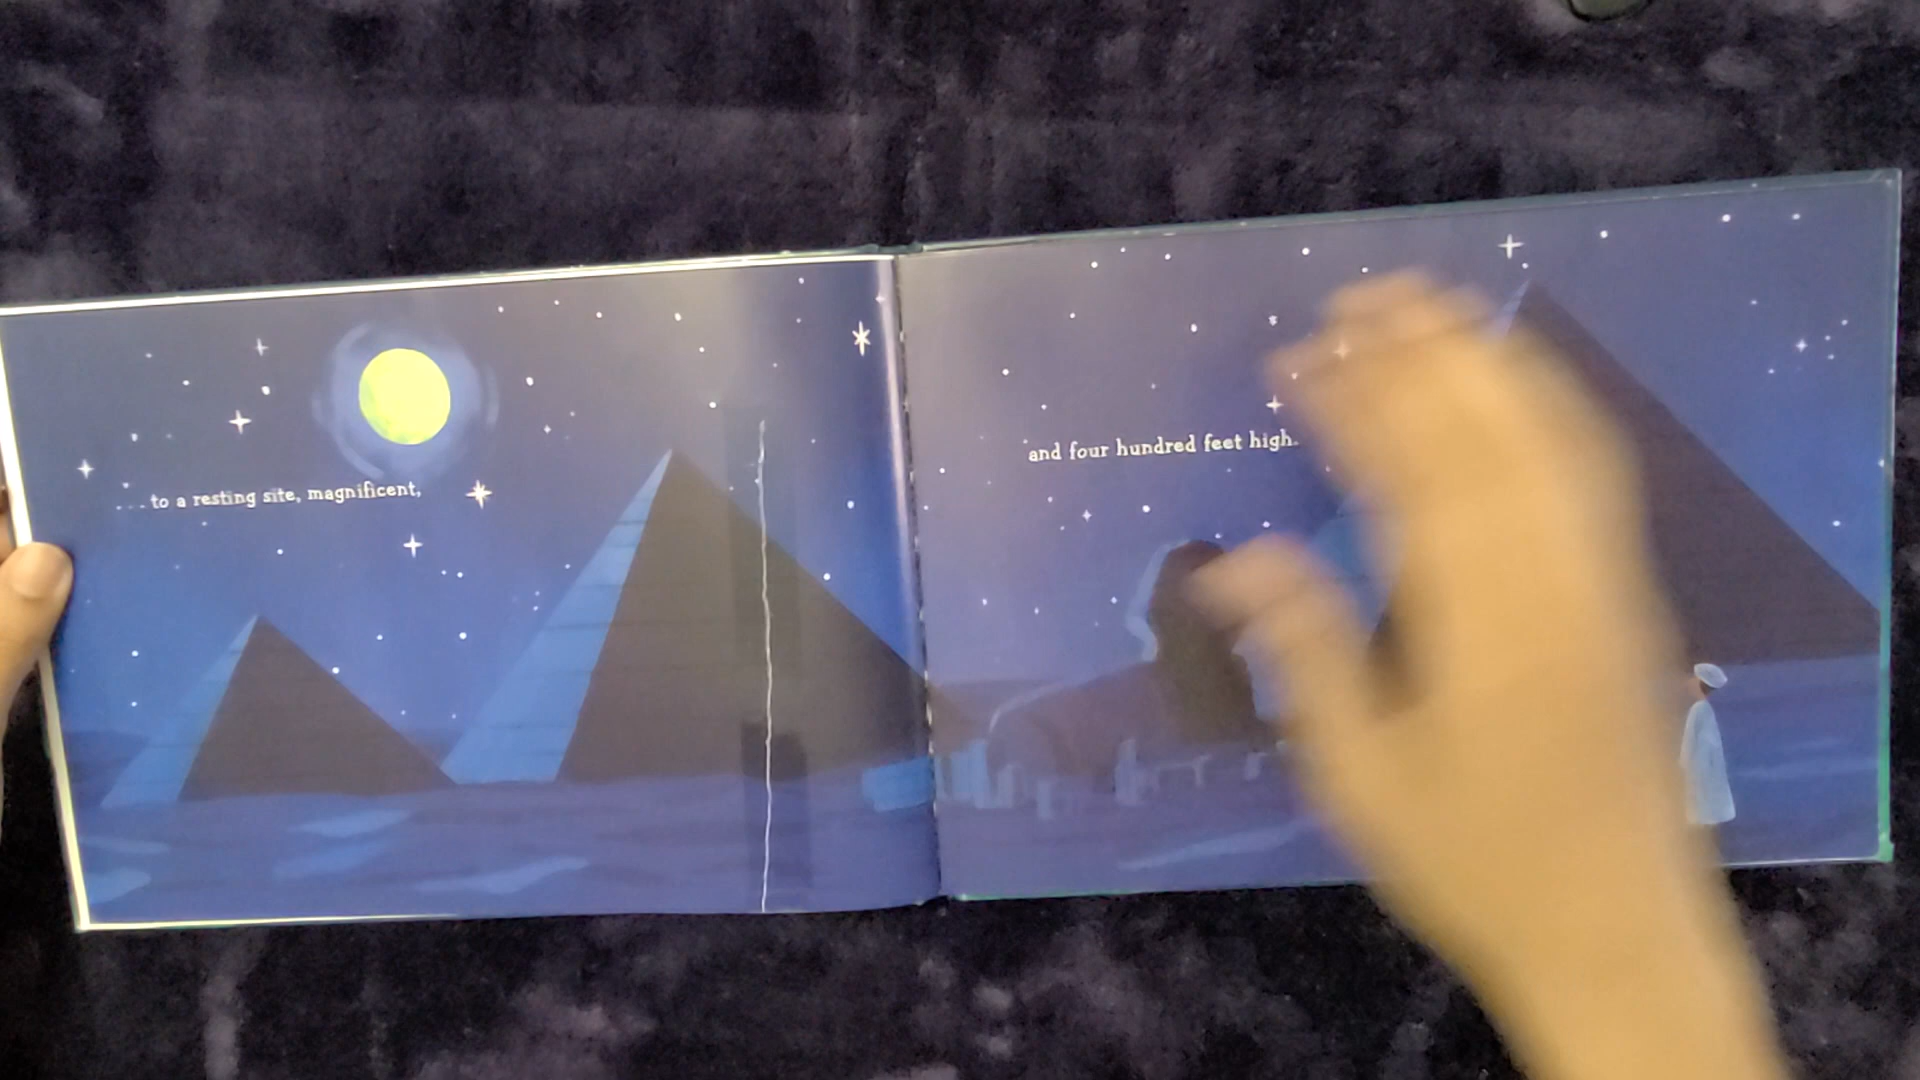 ...to a resting site, magnificent,
and four hundred feet high.